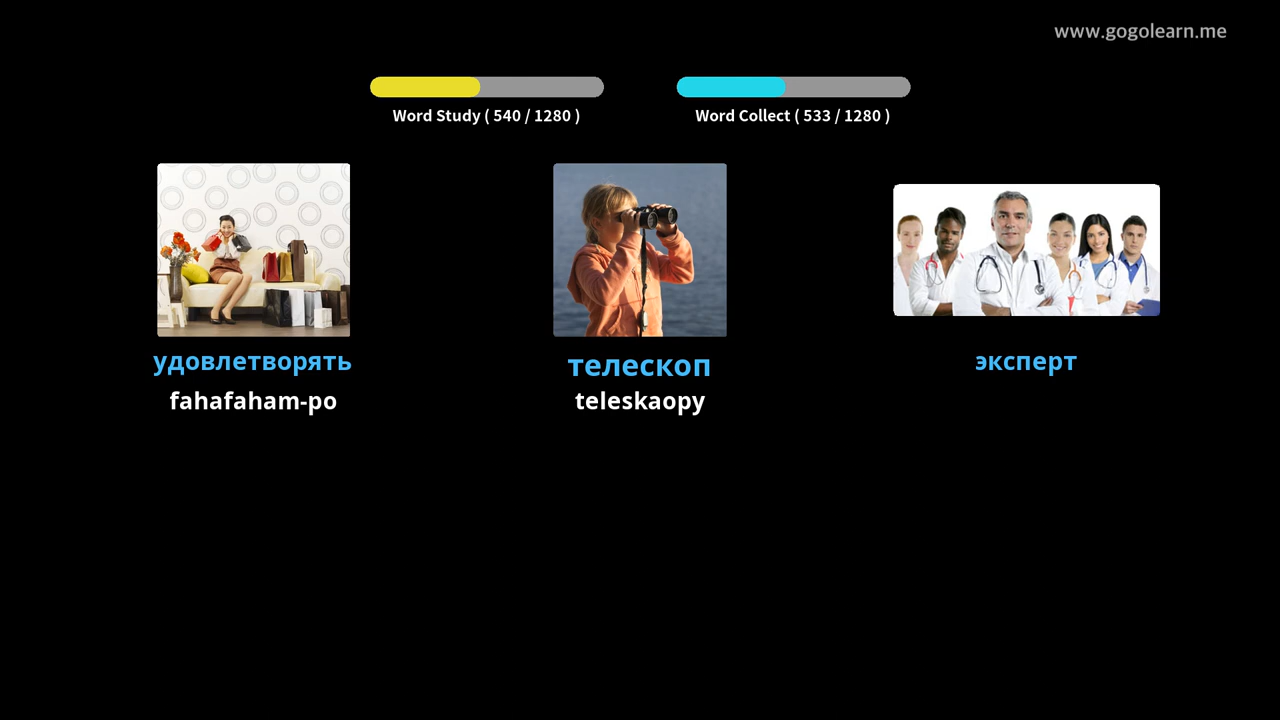 www.gogolearn.me
Word Study ( 540 / 1280 )
Word Collect ( 533 / 1280 )
удовлетворять
fahafaham-po
телескоп
teleskaopy
эксперт